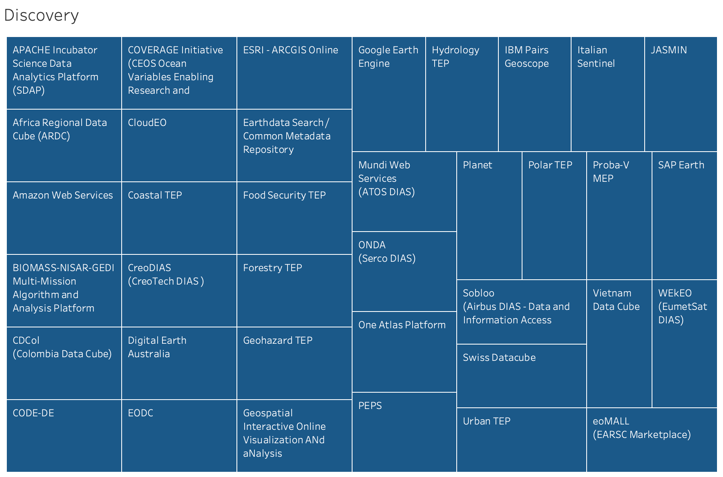 Discovery
APACHE Incubator
Science Data
Analytics Platform
(SDAP)
Africa Regional Data
Cube (ARDC)
Amazon Web Services
BIOMASS-NISAR-GEDI
Multi-Mission
Algorithm and
Analysis Platform
CDCol
(Colombia Data Cube)
CODE-DE
COVERAGE Initiative
(CEOS Ocean
Variables Enabling
Research and
CloudEO
Coastal TEP
CreoDIAS
(CreoTech DIAS )
Digital Earth
Australia
EODC
ESRI - ARCGIS Online
Earthdata Search /
Common Metadata
Repository
Food Security TEP
Forestry TEP
Geohazard TEP
Geospatial
Interactive Online
Visualization ANd
aNalysis
Google Earth
Engine
Hydrology
TEP
IBM Pairs
Geoscope
Italian
Sentinel
JASMIN
Mundi Web
Services
(ATOS DIAS)
ONDA
(Serco DIAS)
One Atlas Platform
PEPS
Planet
Polar TEP
Sobloo
(Airbus DIAS - Data and
Information Access
Swiss Datacube
Urban TEP
Proba-V
MEP
SAP Earth
Vietnam
Data Cube
WEkEO
(EumetSat
DIAS)
eoMALL
(EARSC Marketplace)